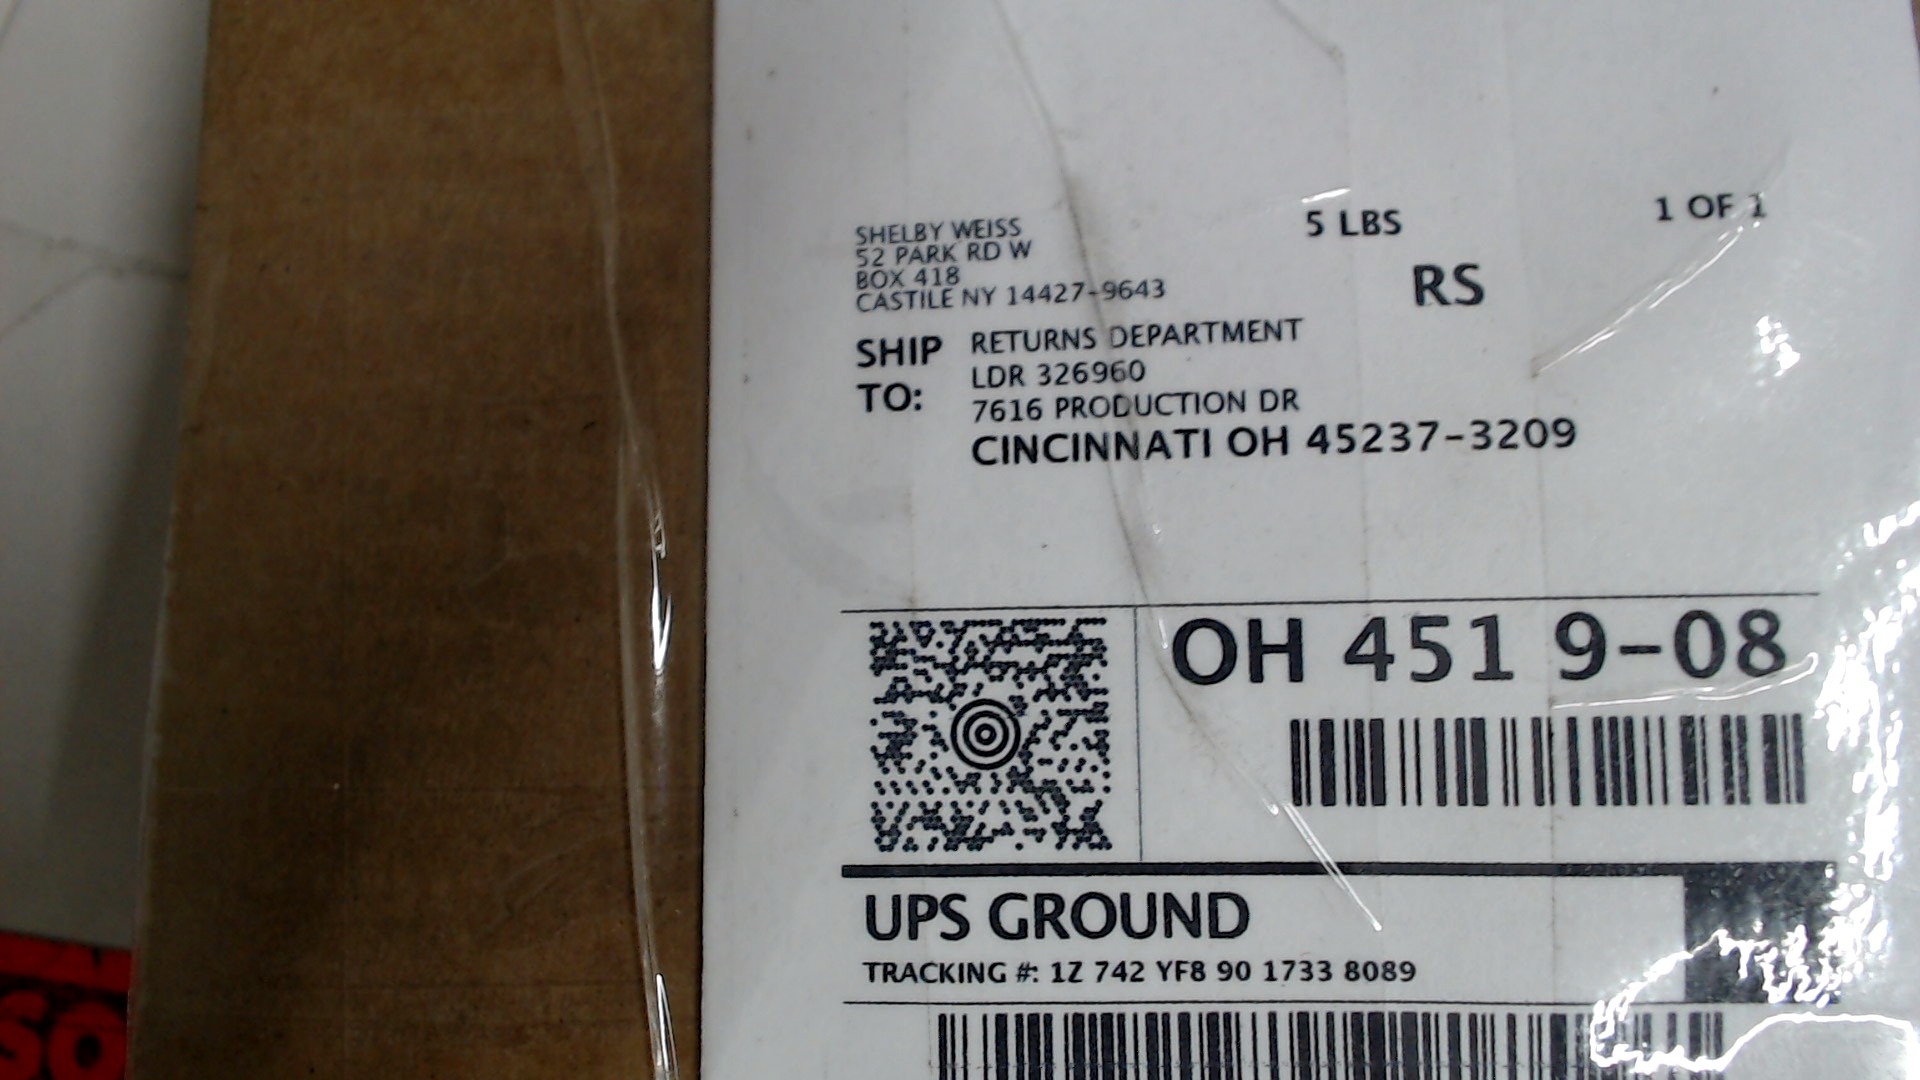 SHELBY WEISS
52 PARK RD W
BOX 418
CASTILE NY 14427-9643
5 LBS
1 OF 1
RS
SHIP TO:
RETURNS DEPARTMENT
LDR 326960
7616 PRODUCTION DR
CINCINNATI OH 45237-3209
OH 451 9-08
UPS GROUND
TRACKING #: 1Z 742 YF8 90 1733 8089
SO